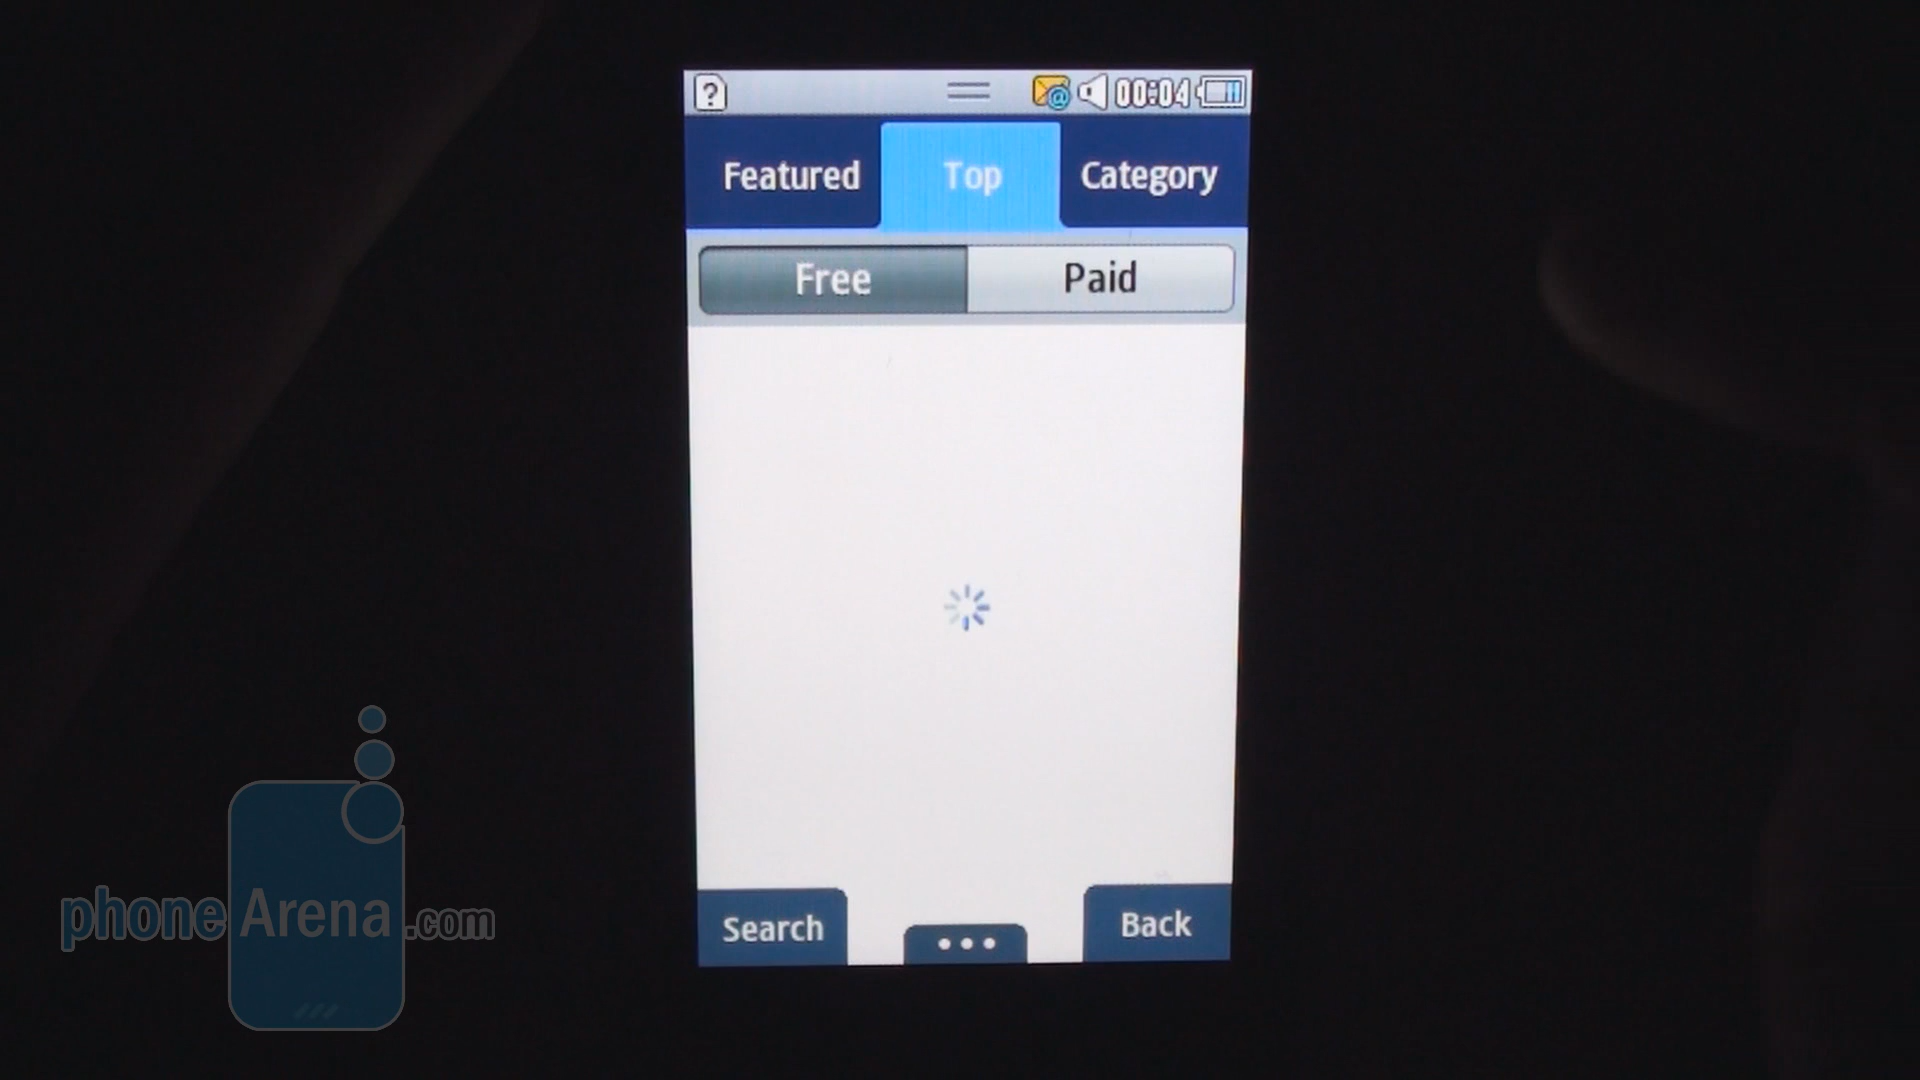 ? 00:04
Featured Top Category
Free Paid
Search ... Back
phoneArena.com